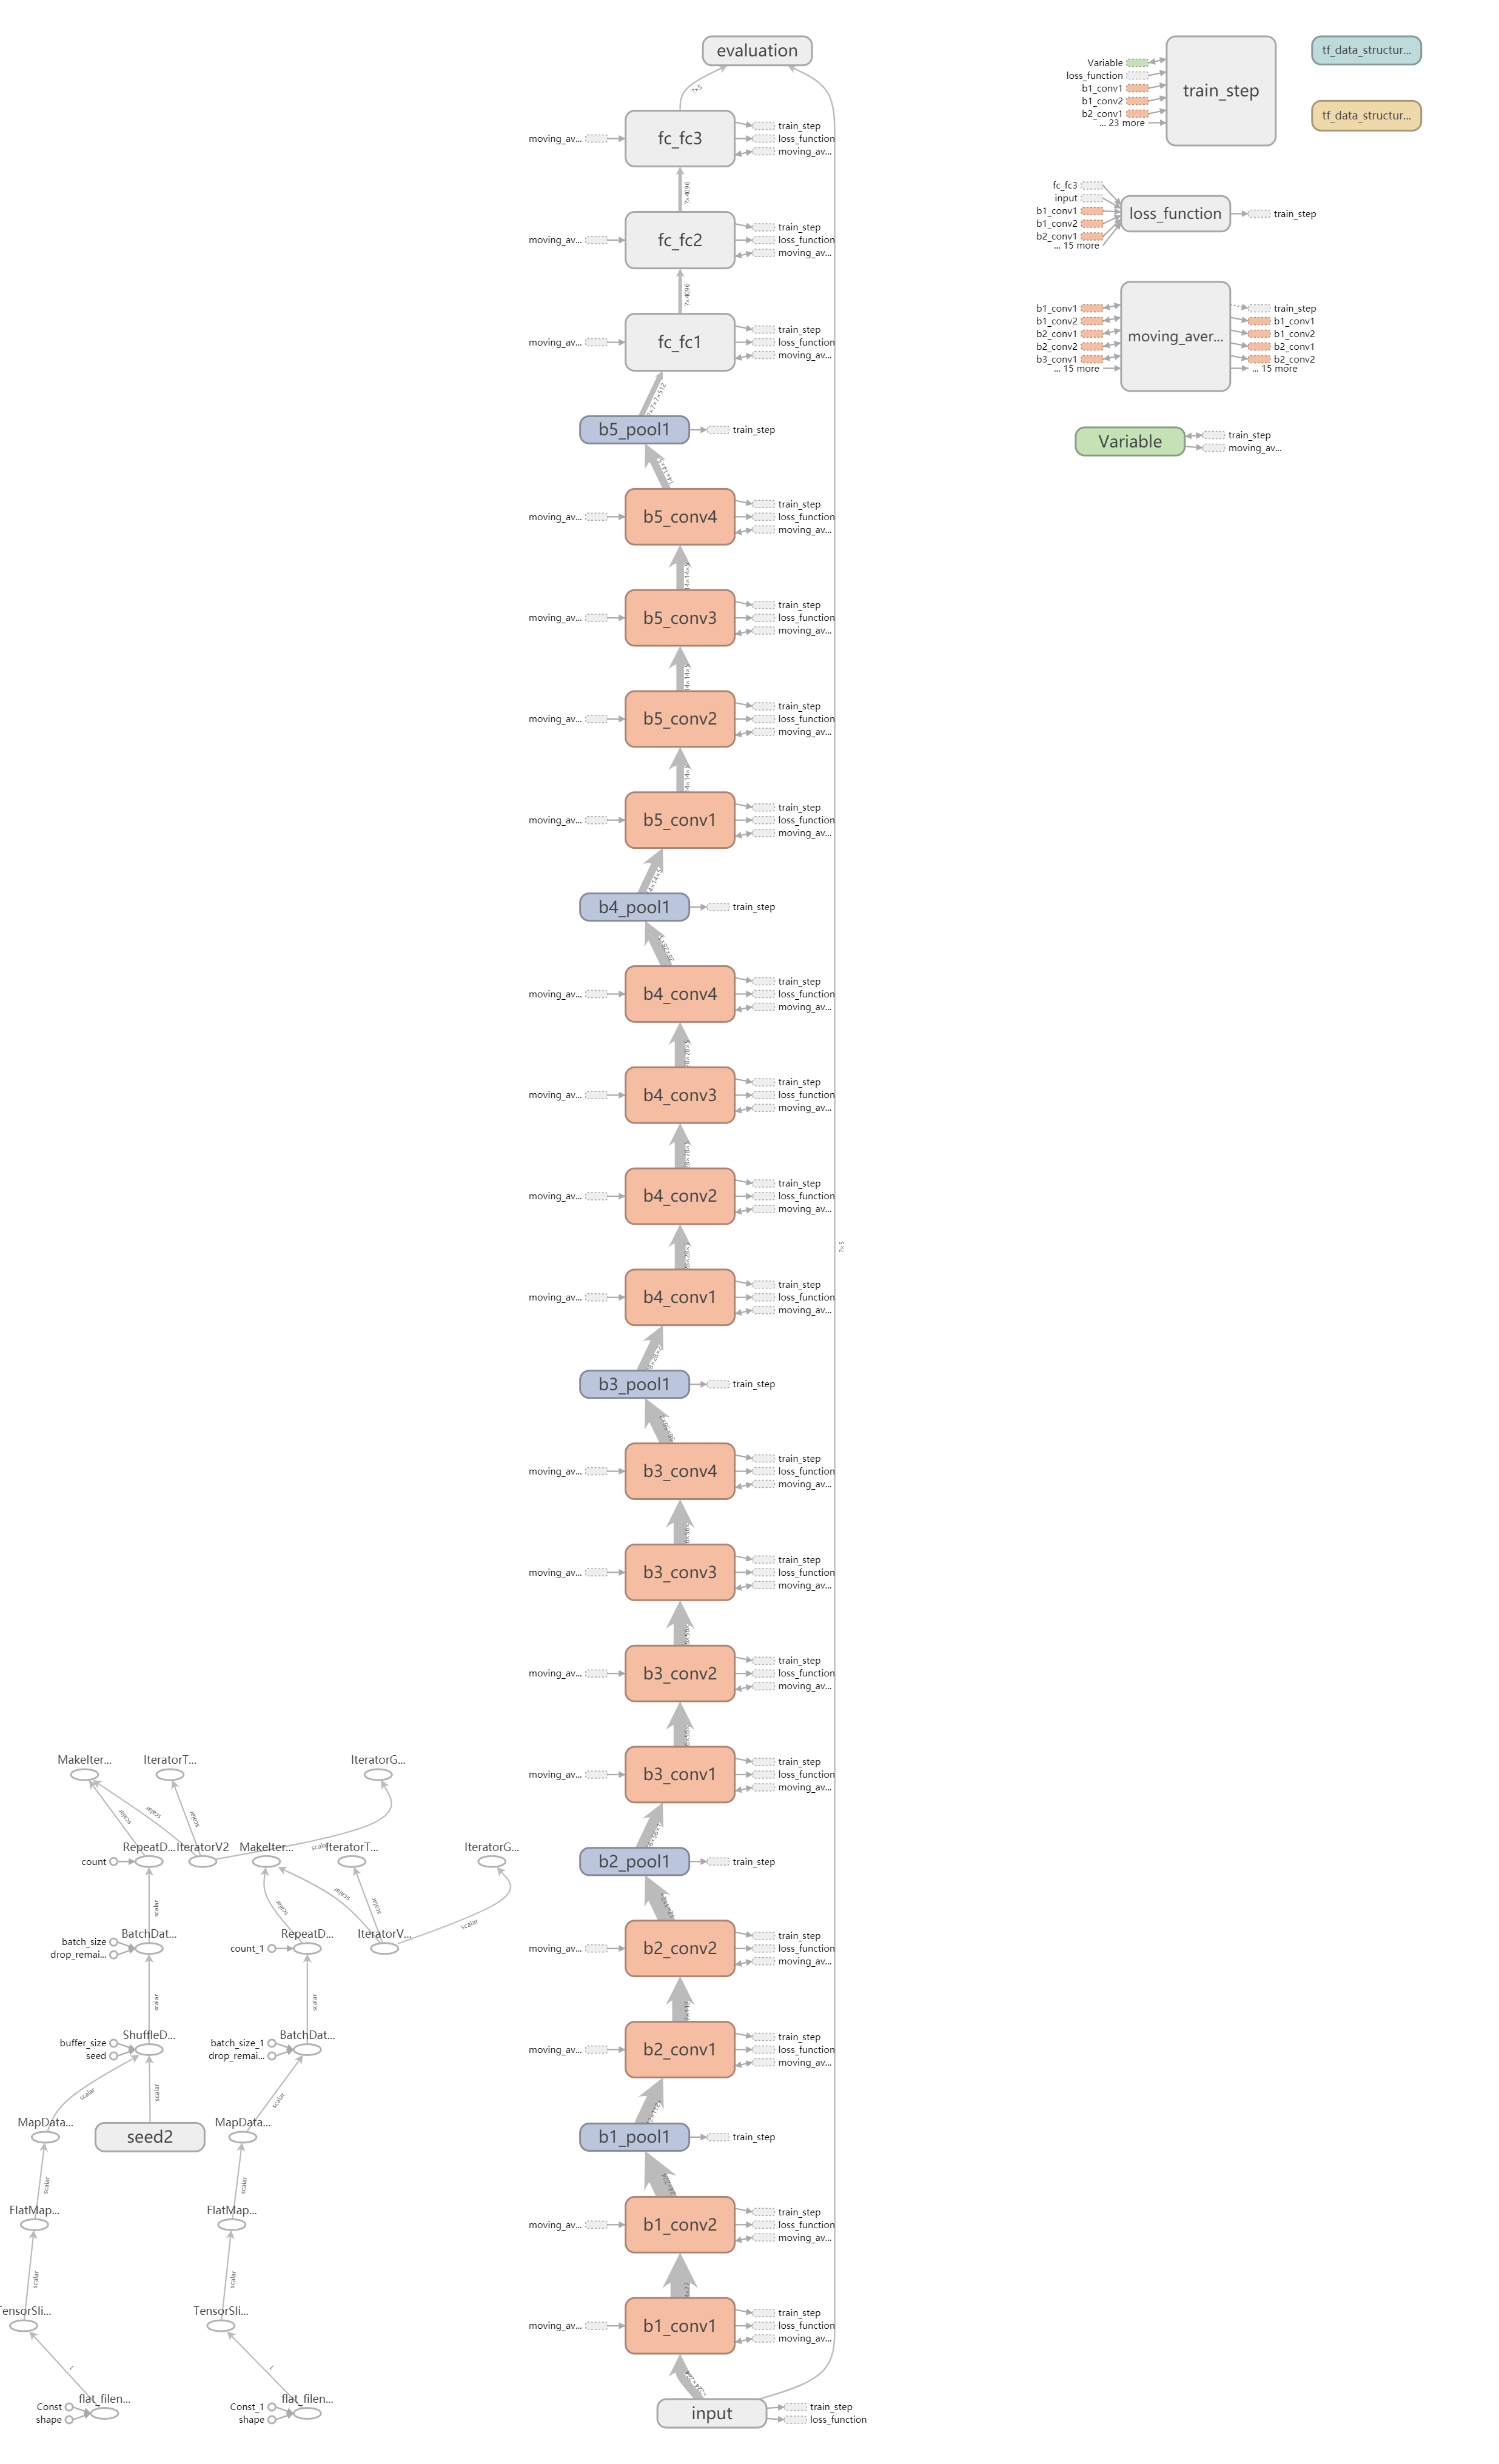 evaluation
?×5
fc_fc3
moving_av...
train_step
loss_function
moving_av...
?×4096
fc_fc2
moving_av...
train_step
loss_function
moving_av...
?×4096
fc_fc1
moving_av...
train_step
loss_function
moving_av...
?×7×7×512
b5_pool1
train_step
b5_conv4
moving_av...
train_step
loss_function
moving_av...
b5_conv3
moving_av...
train_step
loss_function
moving_av...
b5_conv2
moving_av...
train_step
loss_function
moving_av...
b5_conv1
moving_av...
train_step
loss_function
moving_av...
b4_pool1
train_step
b4_conv4
moving_av...
train_step
loss_function
moving_av...
b4_conv3
moving_av...
train_step
loss_function
moving_av...
b4_conv2
moving_av...
train_step
loss_function
moving_av...
?×5
b4_conv1
moving_av...
train_step
loss_function
moving_av...
b3_pool1
train_step
b3_conv4
moving_av...
train_step
loss_function
moving_av...
b3_conv3
moving_av...
train_step
loss_function
moving_av...
b3_conv2
moving_av...
train_step
loss_function
moving_av...
b3_conv1
moving_av...
train_step
loss_function
moving_av...
b2_pool1
train_step
b2_conv2
moving_av...
train_step
loss_function
moving_av...
b2_conv1
moving_av...
train_step
loss_function
moving_av...
b1_pool1
train_step
b1_conv2
moving_av...
train_step
loss_function
moving_av...
b1_conv1
moving_av...
train_step
loss_function
moving_av...
input
train_step
loss_function
Variable
loss_function
b1_conv1
b1_conv2
b2_conv1
... 23 more
train_step
tf_data_structur...
tf_data_structur...
fc_fc3
input
b1_conv1
b1_conv2
b2_conv1
... 15 more
loss_function
train_step
b1_conv1
b1_conv2
b2_conv1
b2_conv2
b3_conv1
... 15 more
moving_aver...
train_step
b1_conv1
b1_conv2
b2_conv1
b2_conv2
... 15 more
Variable
train_step
moving_av...
MakeIter...
IteratorT...
IteratorG...
scalar
scalar
scalar
scalar
count
RepeatD...
IteratorV2
scalar
batch_size
drop_remai...
BatchDat...
scalar
buffer_size
seed
ShuffleD...
scalar
scalar
MapData...
seed2
scalar
FlatMap...
scalar
TensorSli...
1
Const
shape
flat_filen...
MakeIter...
IteratorT...
IteratorG...
scalar
scalar
scalar
scalar
count_1
RepeatD...
IteratorV...
scalar
batch_size_1
drop_remai...
BatchDat...
scalar
MapData...
scalar
FlatMap...
scalar
TensorSli...
1
Const_1
shape
flat_filen...